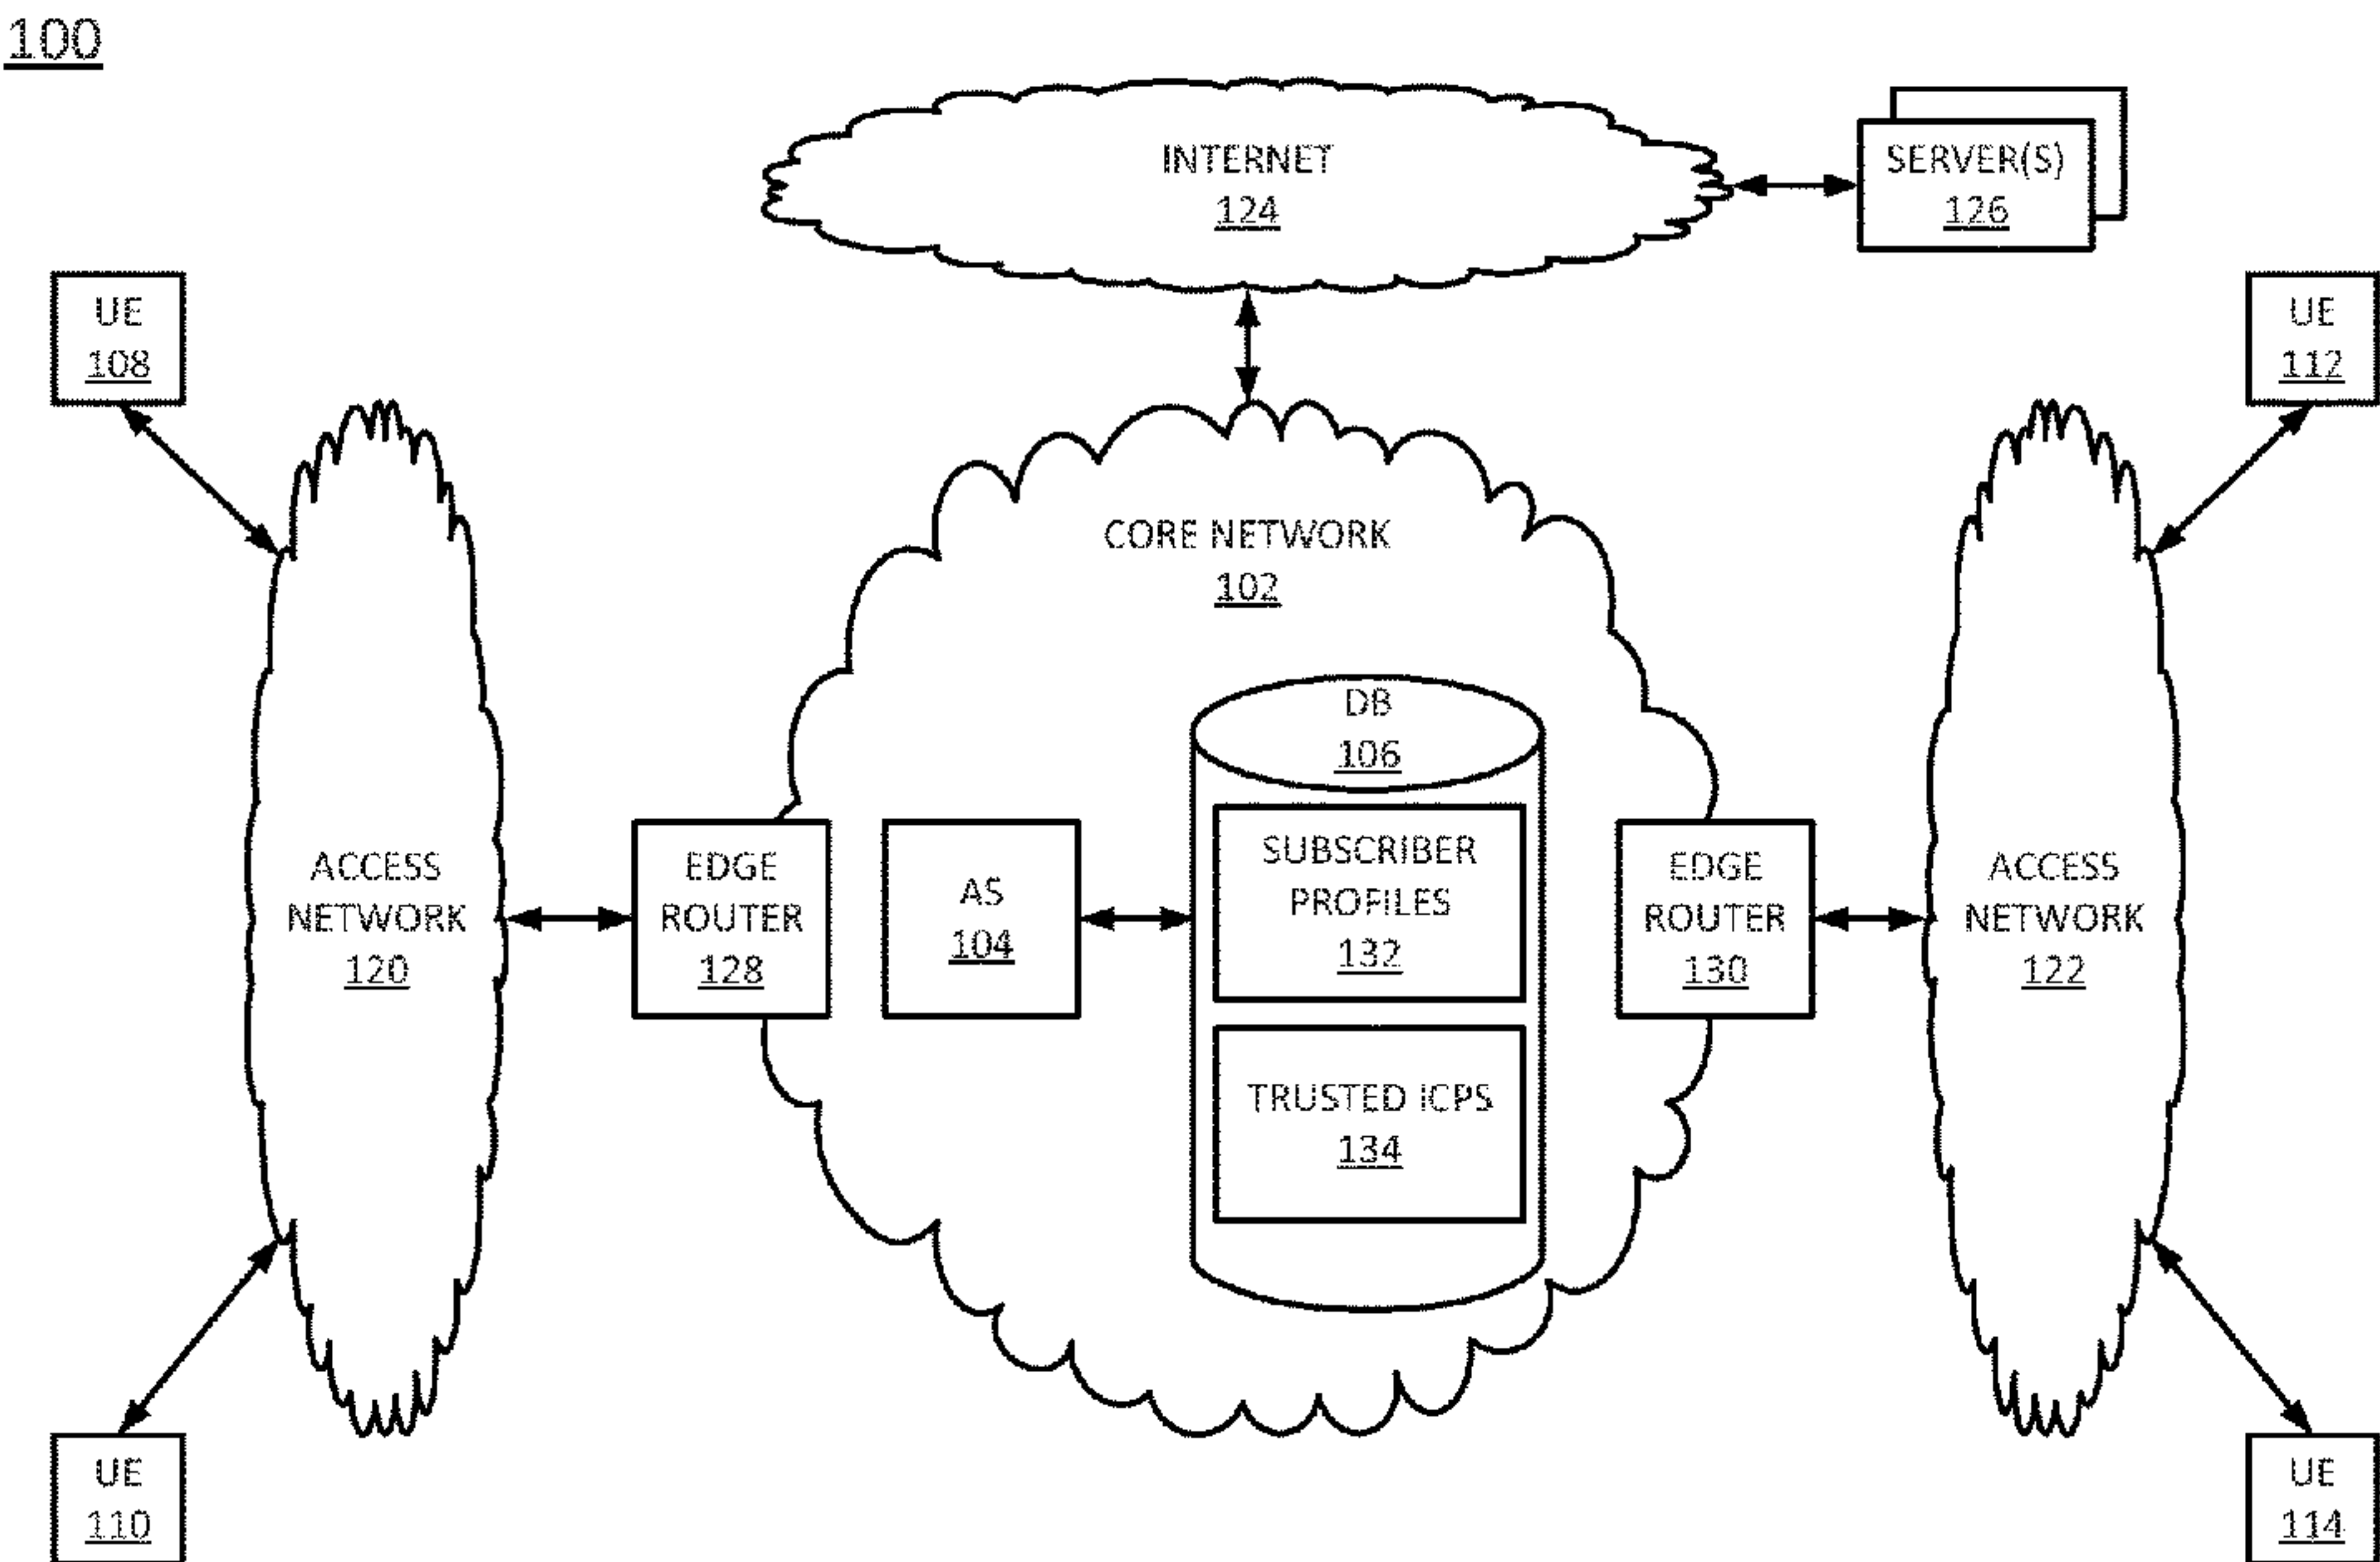 100
INTERNET
124
SERVER(S)
126
UE
108
UE
112
CORE NETWORK
102
DB
106
ACCESS
NETWORK
120
EDGE
ROUTER
128
AS
104
SUBSCRIBER
PROFILES
132
TRUSTED ICPS
134
EDGE
ROUTER
130
ACCESS
NETWORK
122
UE
110
UE
114